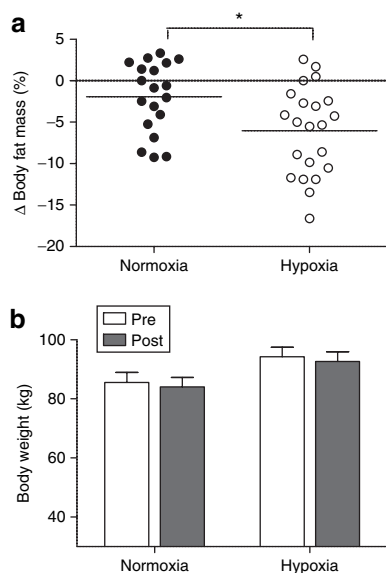 a
*
Δ Body fat mass (%)
5
0
−5
−10
−15
−20
Normoxia
Hypoxia
b
Pre
Post
Body weight (kg)
100
80
60
40
Normoxia
Hypoxia